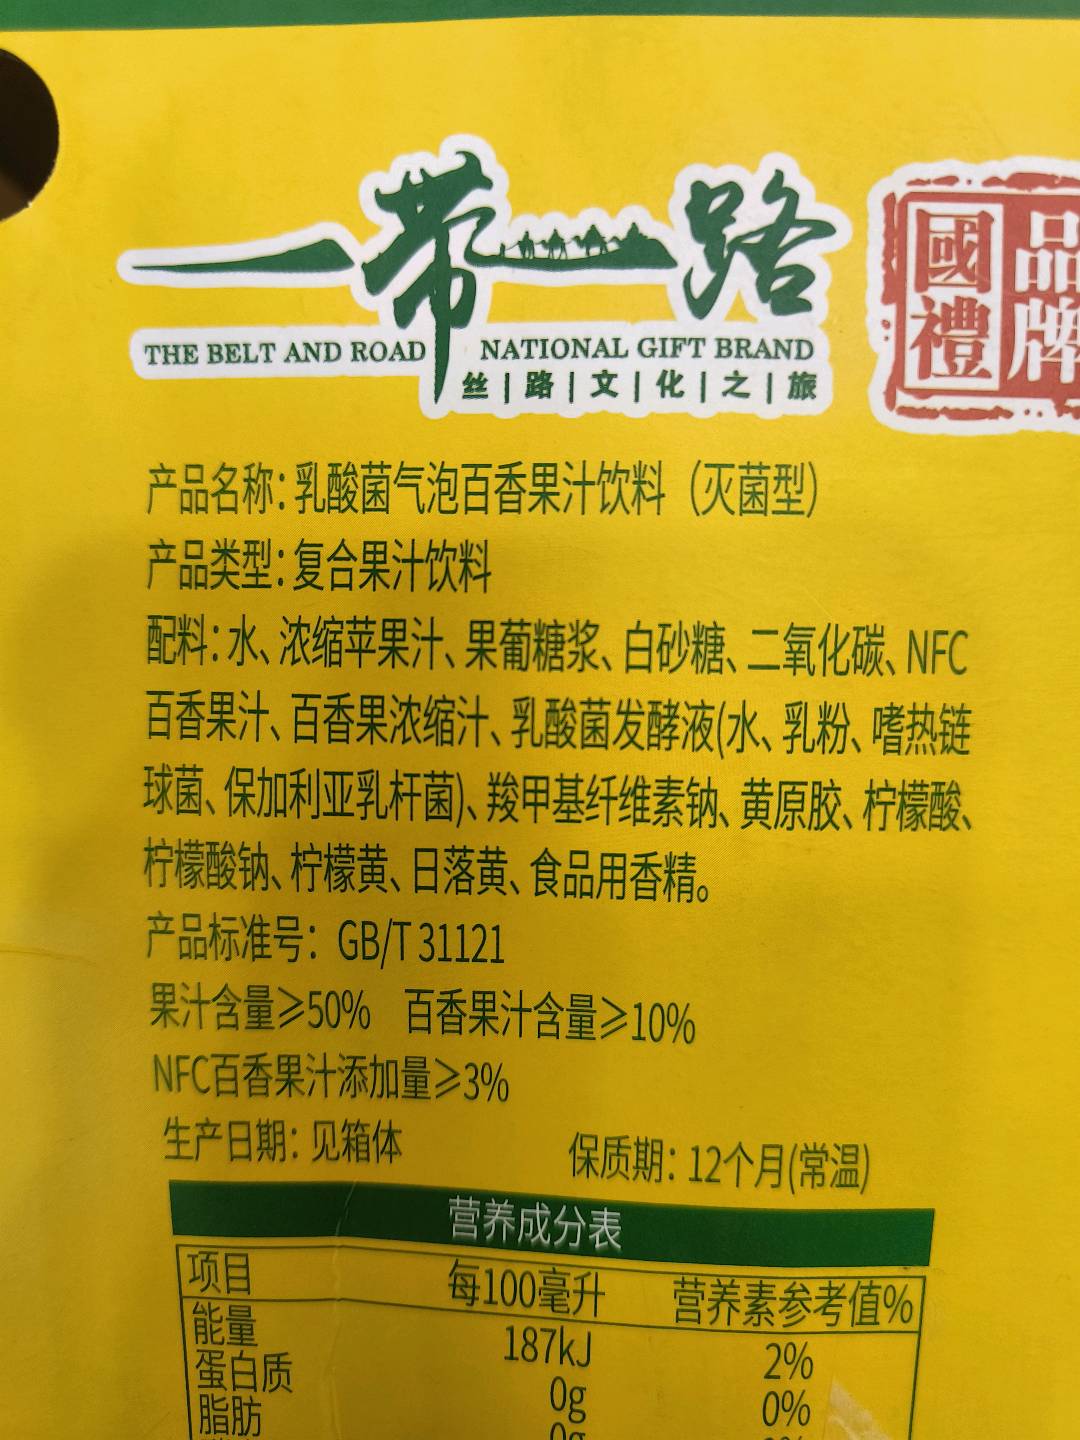 一带一路
國禮
品牌
THE BELT AND ROAD NATIONAL GIFT BRAND
丝|路|文|化|之|旅
产品名称:乳酸菌气泡百香果汁饮料（灭菌型）
产品类型:复合果汁饮料
配料:水、浓缩苹果汁、果葡糖浆、白砂糖、二氧化碳、NFC
百香果汁、百香果浓缩汁、乳酸菌发酵液(水、乳粉、嗜热链
球菌、保加利亚乳杆菌)、羧甲基纤维素钠、黄原胶、柠檬酸、
柠檬酸钠、柠檬黄、日落黄、食品用香精。
产品标准号：GB/T 31121
果汁含量≥50% 百香果汁含量≥10%
NFC百香果汁添加量≥3%
生产日期：见箱体 保质期：12个月(常温)
营养成分表
项目 每100毫升 营养素参考值%
能量 187kJ 2%
蛋白质 0g 0%
脂肪 0g